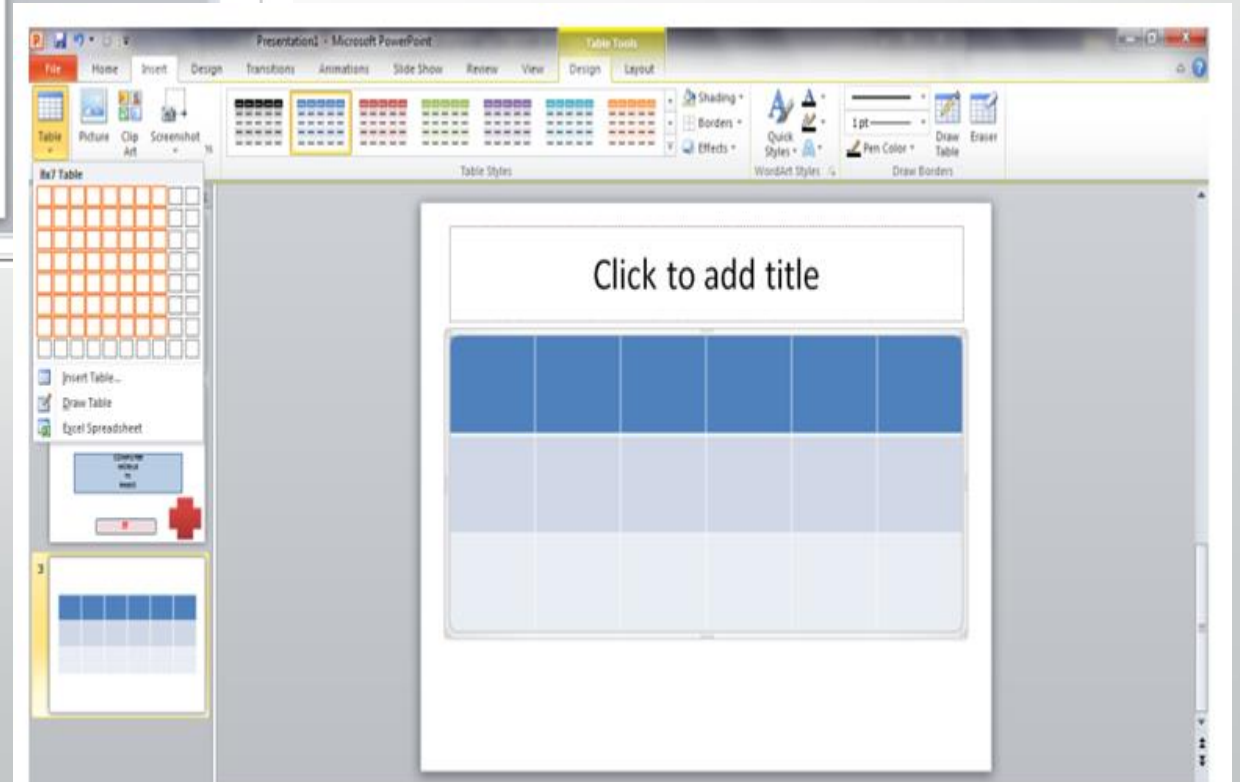 Presentation1 - Microsoft PowerPoint
Table Tools
File Home Insert Design Transitions Animations Slide Show Review View Design Layout
Table Picture Clip Art Screenshot
Shading
Borders
Effects
Quick Styles
1 pt
Pen Color
Draw Table
Eraser
Table Styles
WordArt Styles
Draw Borders
8x7 Table
Insert Table...
Draw Table
Excel Spreadsheet
Click to add title
3